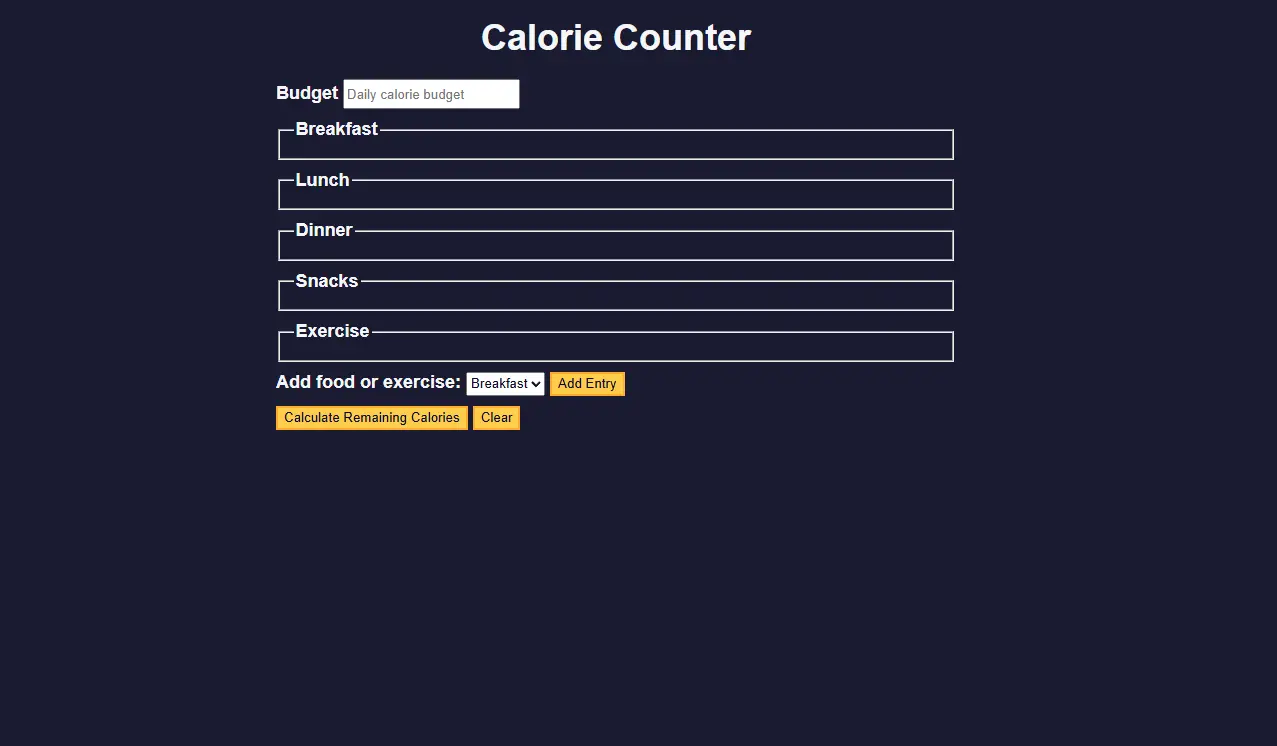 Calorie Counter
Budget Daily calorie budget
Breakfast
Lunch
Dinner
Snacks
Exercise
Add food or exercise: Breakfast Add Entry
Calculate Remaining Calories Clear